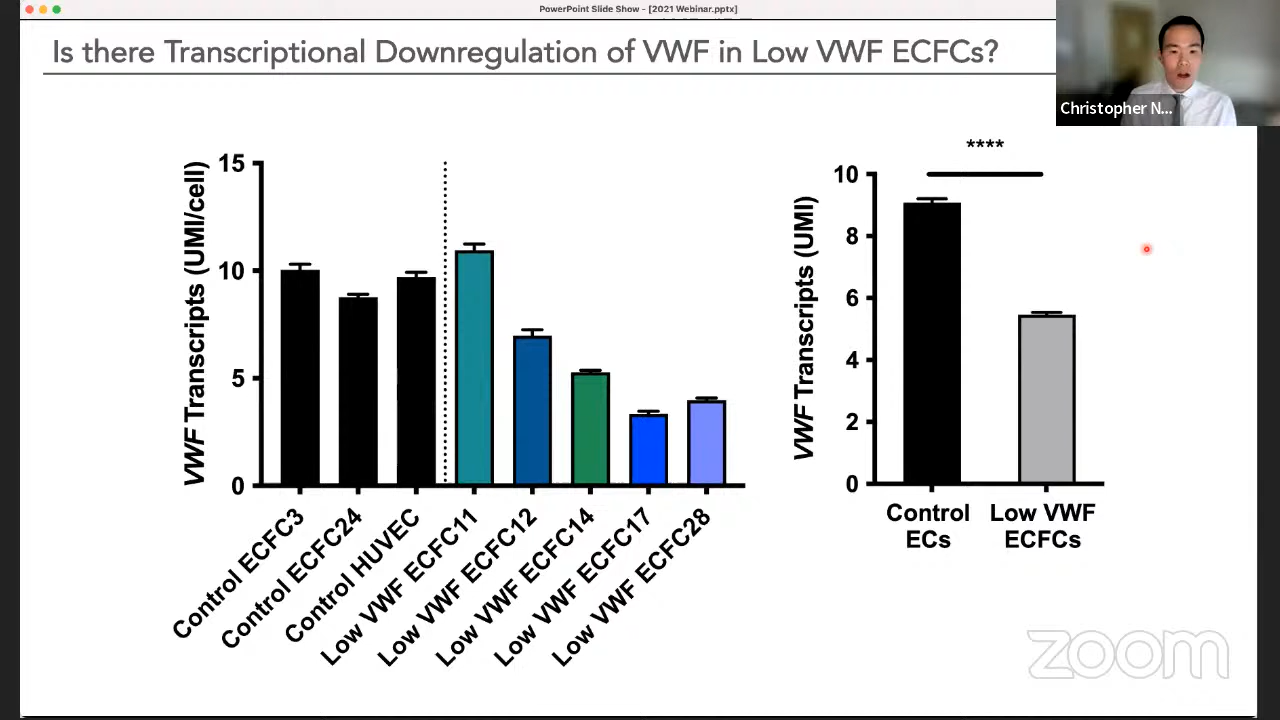 PowerPoint Slide Show - [2021 Webinar.pptx]
Is there Transcriptional Downregulation of VWF in Low VWF ECFCs?
Christopher N...
VWF Transcripts (UMI/cell)
15
10
5
0
Control ECFC3
Control ECFC24
Control HUVEC
Low VWF ECFC11
Low VWF ECFC12
Low VWF ECFC14
Low VWF ECFC17
Low VWF ECFC28
****
VWF Transcripts (UMI)
10
8
6
4
2
0
Control
ECs
Low VWF
ECFCs
zoom